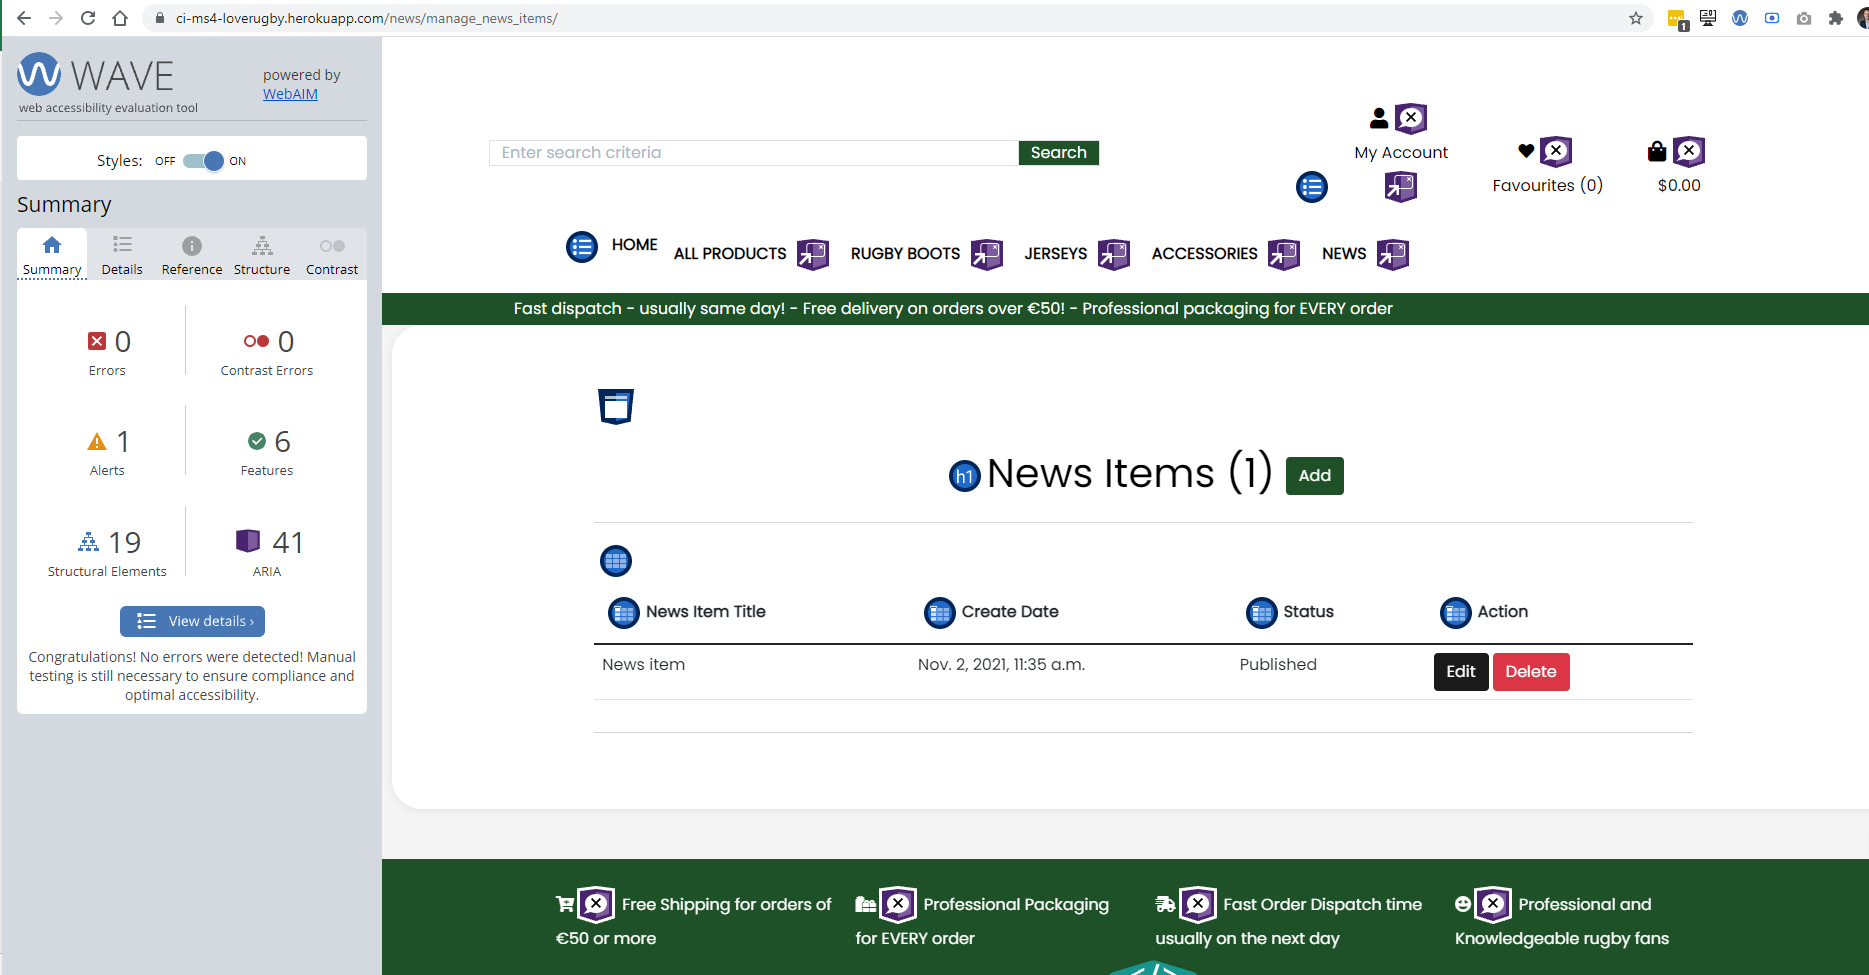 ci-ms4-loverugby.herokuapp.com/news/manage_news_items/
1
WAVE
web accessibility evaluation tool
powered by
WebAIM
Styles: OFF ON
Summary
Summary Details Reference Structure Contrast
0 0
Errors Contrast Errors
1 6
Alerts Features
19 41
Structural Elements ARIA
View details ›
Congratulations! No errors were detected! Manual
testing is still necessary to ensure compliance and
optimal accessibility.
Enter search criteria Search
My Account
Favourites (0) $0.00
HOME ALL PRODUCTS RUGBY BOOTS JERSEYS ACCESSORIES NEWS
Fast dispatch - usually same day! - Free delivery on orders over €50! - Professional packaging for EVERY order
h1 News Items (1) Add
News Item Title Create Date Status Action
News item Nov. 2, 2021, 11:35 a.m. Published Edit Delete
Free Shipping for orders of
€50 or more
Professional Packaging
for EVERY order
Fast Order Dispatch time
usually on the next day
Professional and
Knowledgeable rugby fans